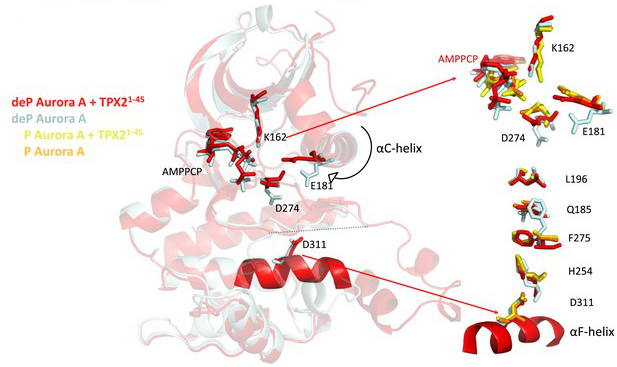 deP Aurora A + TPX2¹⁻⁴⁵
deP Aurora A
P Aurora A + TPX2¹⁻⁴⁵
P Aurora A
K162
AMPPCP
αC-helix
E181
D274
D311
K162
AMPPCP
E181
D274
L196
Q185
F275
H254
D311
αF-helix